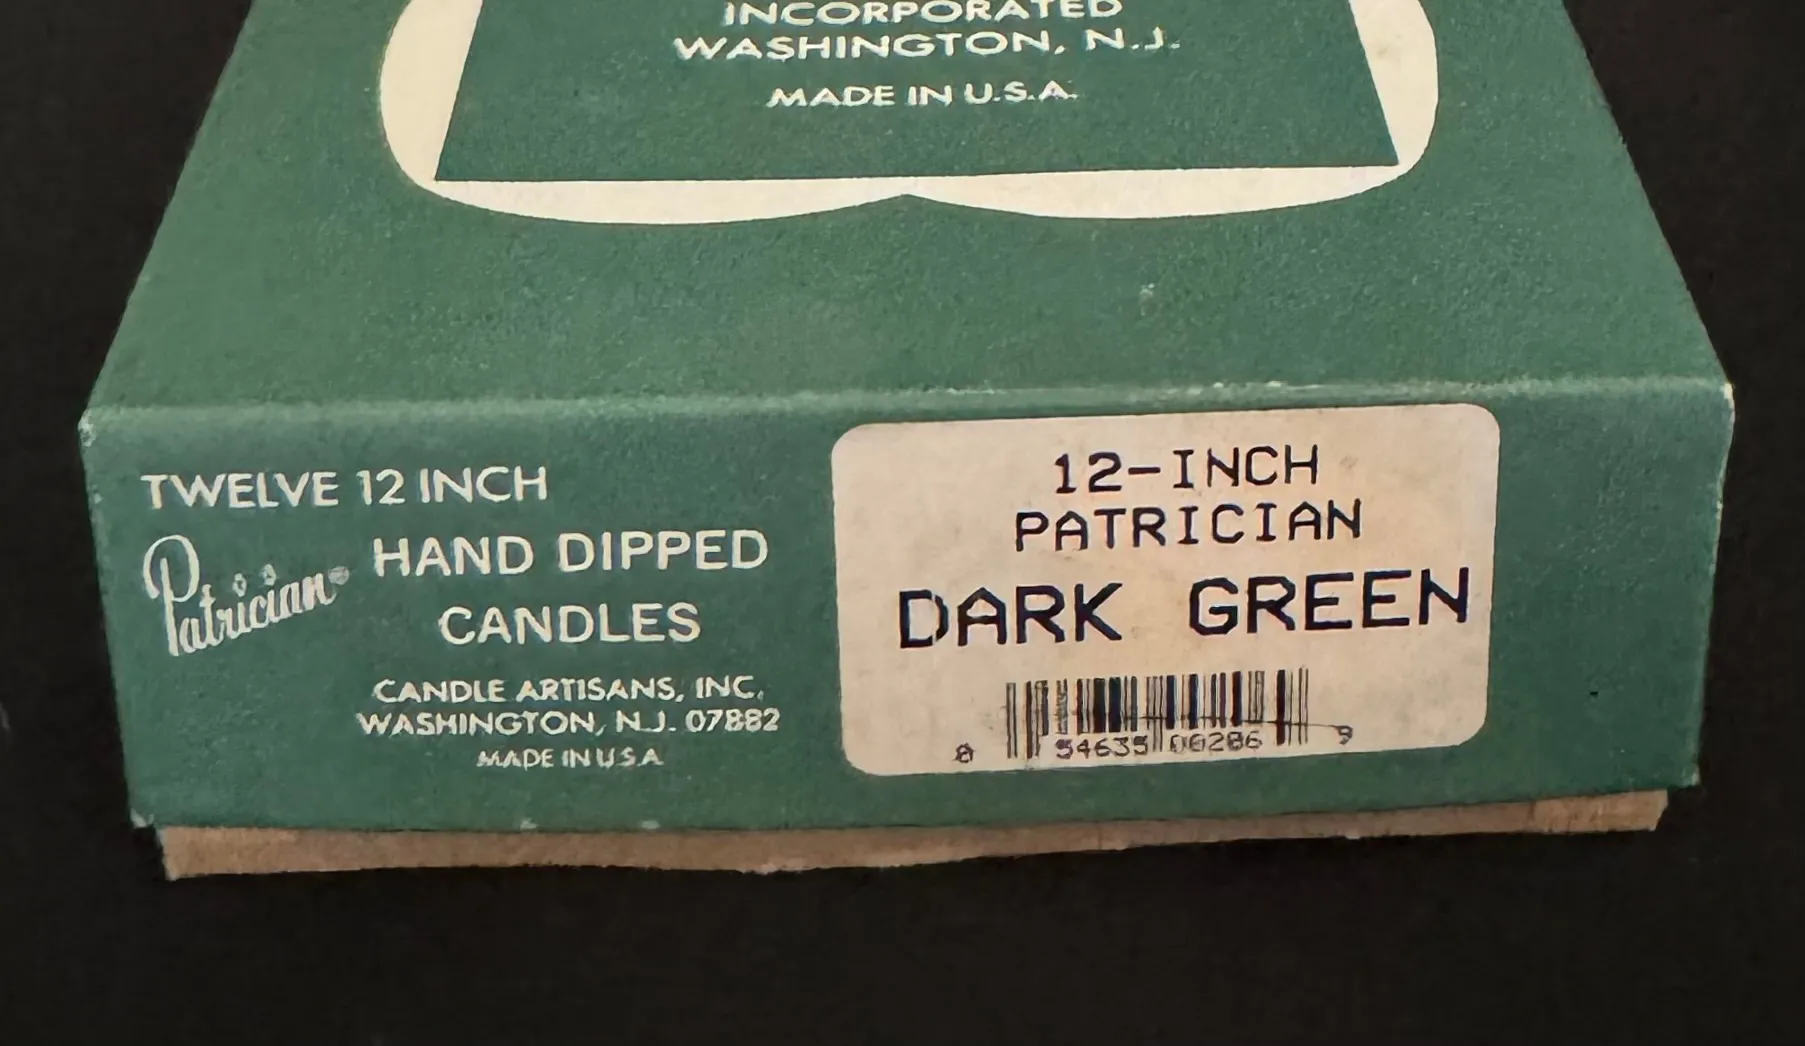 INCORPORATED
WASHINGTON, N.J.
MADE IN U.S.A.
TWELVE 12 INCH
Patrician® HAND DIPPED
CANDLES
CANDLE ARTISANS, INC.
WASHINGTON, N.J. 07882
MADE IN U.S.A.
12-INCH
PATRICIAN
DARK GREEN
8 54635 00286 9